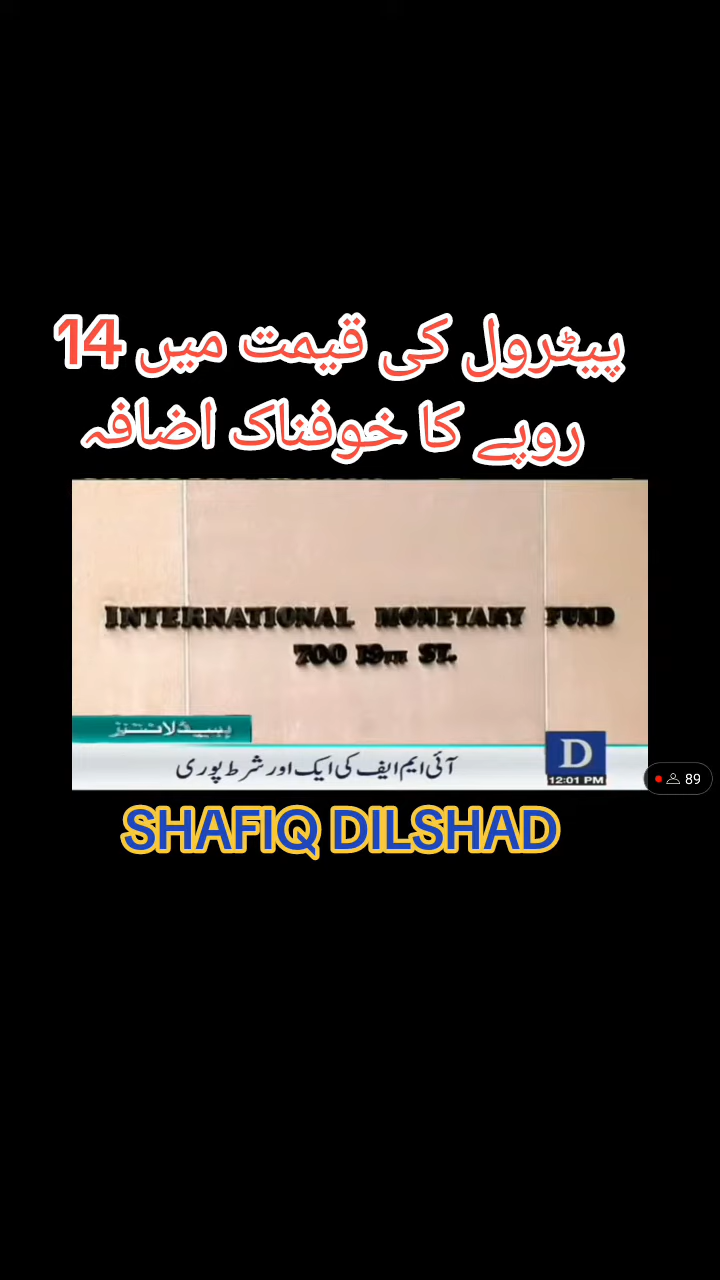 پیٹرول کی قیمت میں 14
روپے کا خوفناک اضافہ
INTERNATIONAL MONETARY FUND
700 19TH ST.
ہیڈلائنز
آئی ایم ایف کی ایک اور شرط پوری
D
12:01 PM
89
SHAFIQ DILSHAD